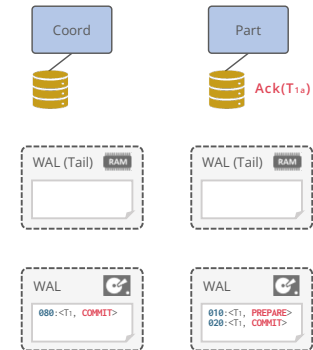 Coord
Part
Ack(T₁ₐ)
WAL (Tail)
RAM
WAL (Tail)
RAM
WAL
080:<T₁, COMMIT>
WAL
010:<T₁, PREPARE>
020:<T₁, COMMIT>